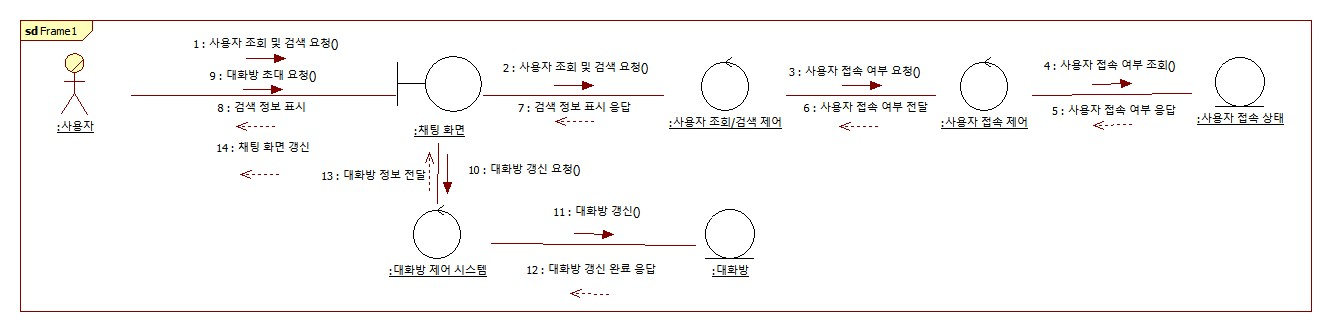 sd Frame1
1 : 사용자 조회 및 검색 요청()
9 : 대화방 초대 요청()
8 : 검색 정보 표시
14 : 채팅 화면 갱신
:사용자
:채팅 화면
2 : 사용자 조회 및 검색 요청()
7 : 검색 정보 표시 응답
:사용자 조회/검색 제어
3 : 사용자 접속 여부 요청()
6 : 사용자 접속 여부 전달
:사용자 접속 제어
4 : 사용자 접속 여부 조회()
5 : 사용자 접속 여부 응답
:사용자 접속 상태
13 : 대화방 정보 전달
10 : 대화방 갱신 요청()
:대화방 제어 시스템
11 : 대화방 갱신()
12 : 대화방 갱신 완료 응답
:대화방